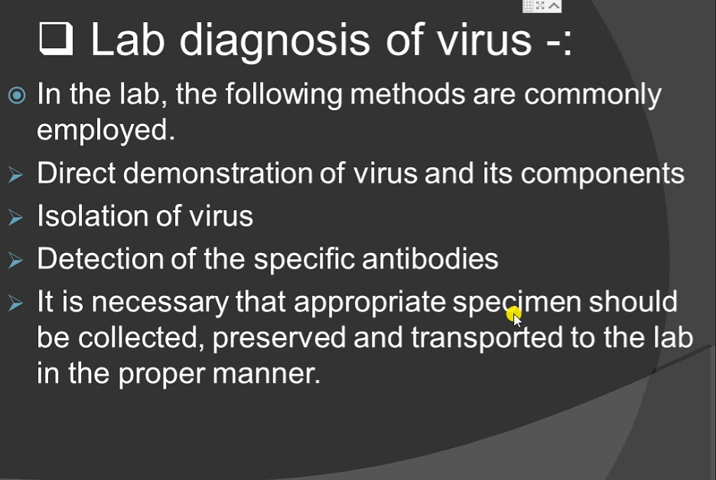 ❑ Lab diagnosis of virus -:
In the lab, the following methods are commonly
employed.
➢ Direct demonstration of virus and its components
➢ Isolation of virus
➢ Detection of the specific antibodies
➢ It is necessary that appropriate specimen should
be collected, preserved and transported to the lab
in the proper manner.